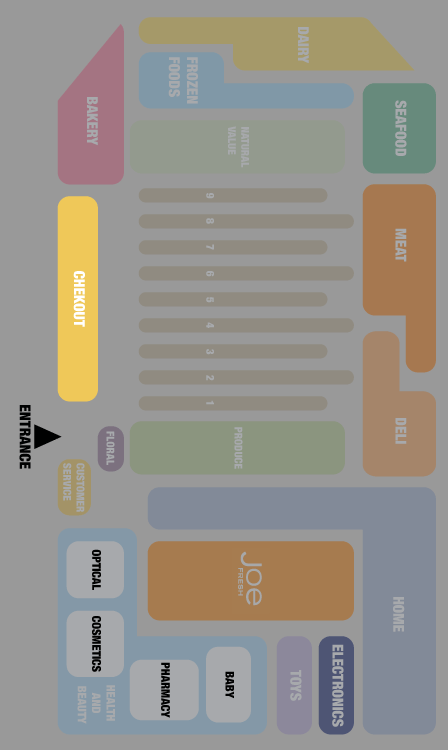 DAIRY
FROZEN
FOODS
BAKERY
SEAFOOD
NATURAL
VALUE
9
8
7
6
5
4
3
2
1
MEAT
CHEKOUT
DELI
ENTRANCE
FLORAL
PRODUCE
CUSTOMER
SERVICE
OPTICAL
JOE
FRESH
HOME
COSMETICS
HEALTH
AND
BEAUTY
PHARMACY
BABY
TOYS
ELECTRONICS